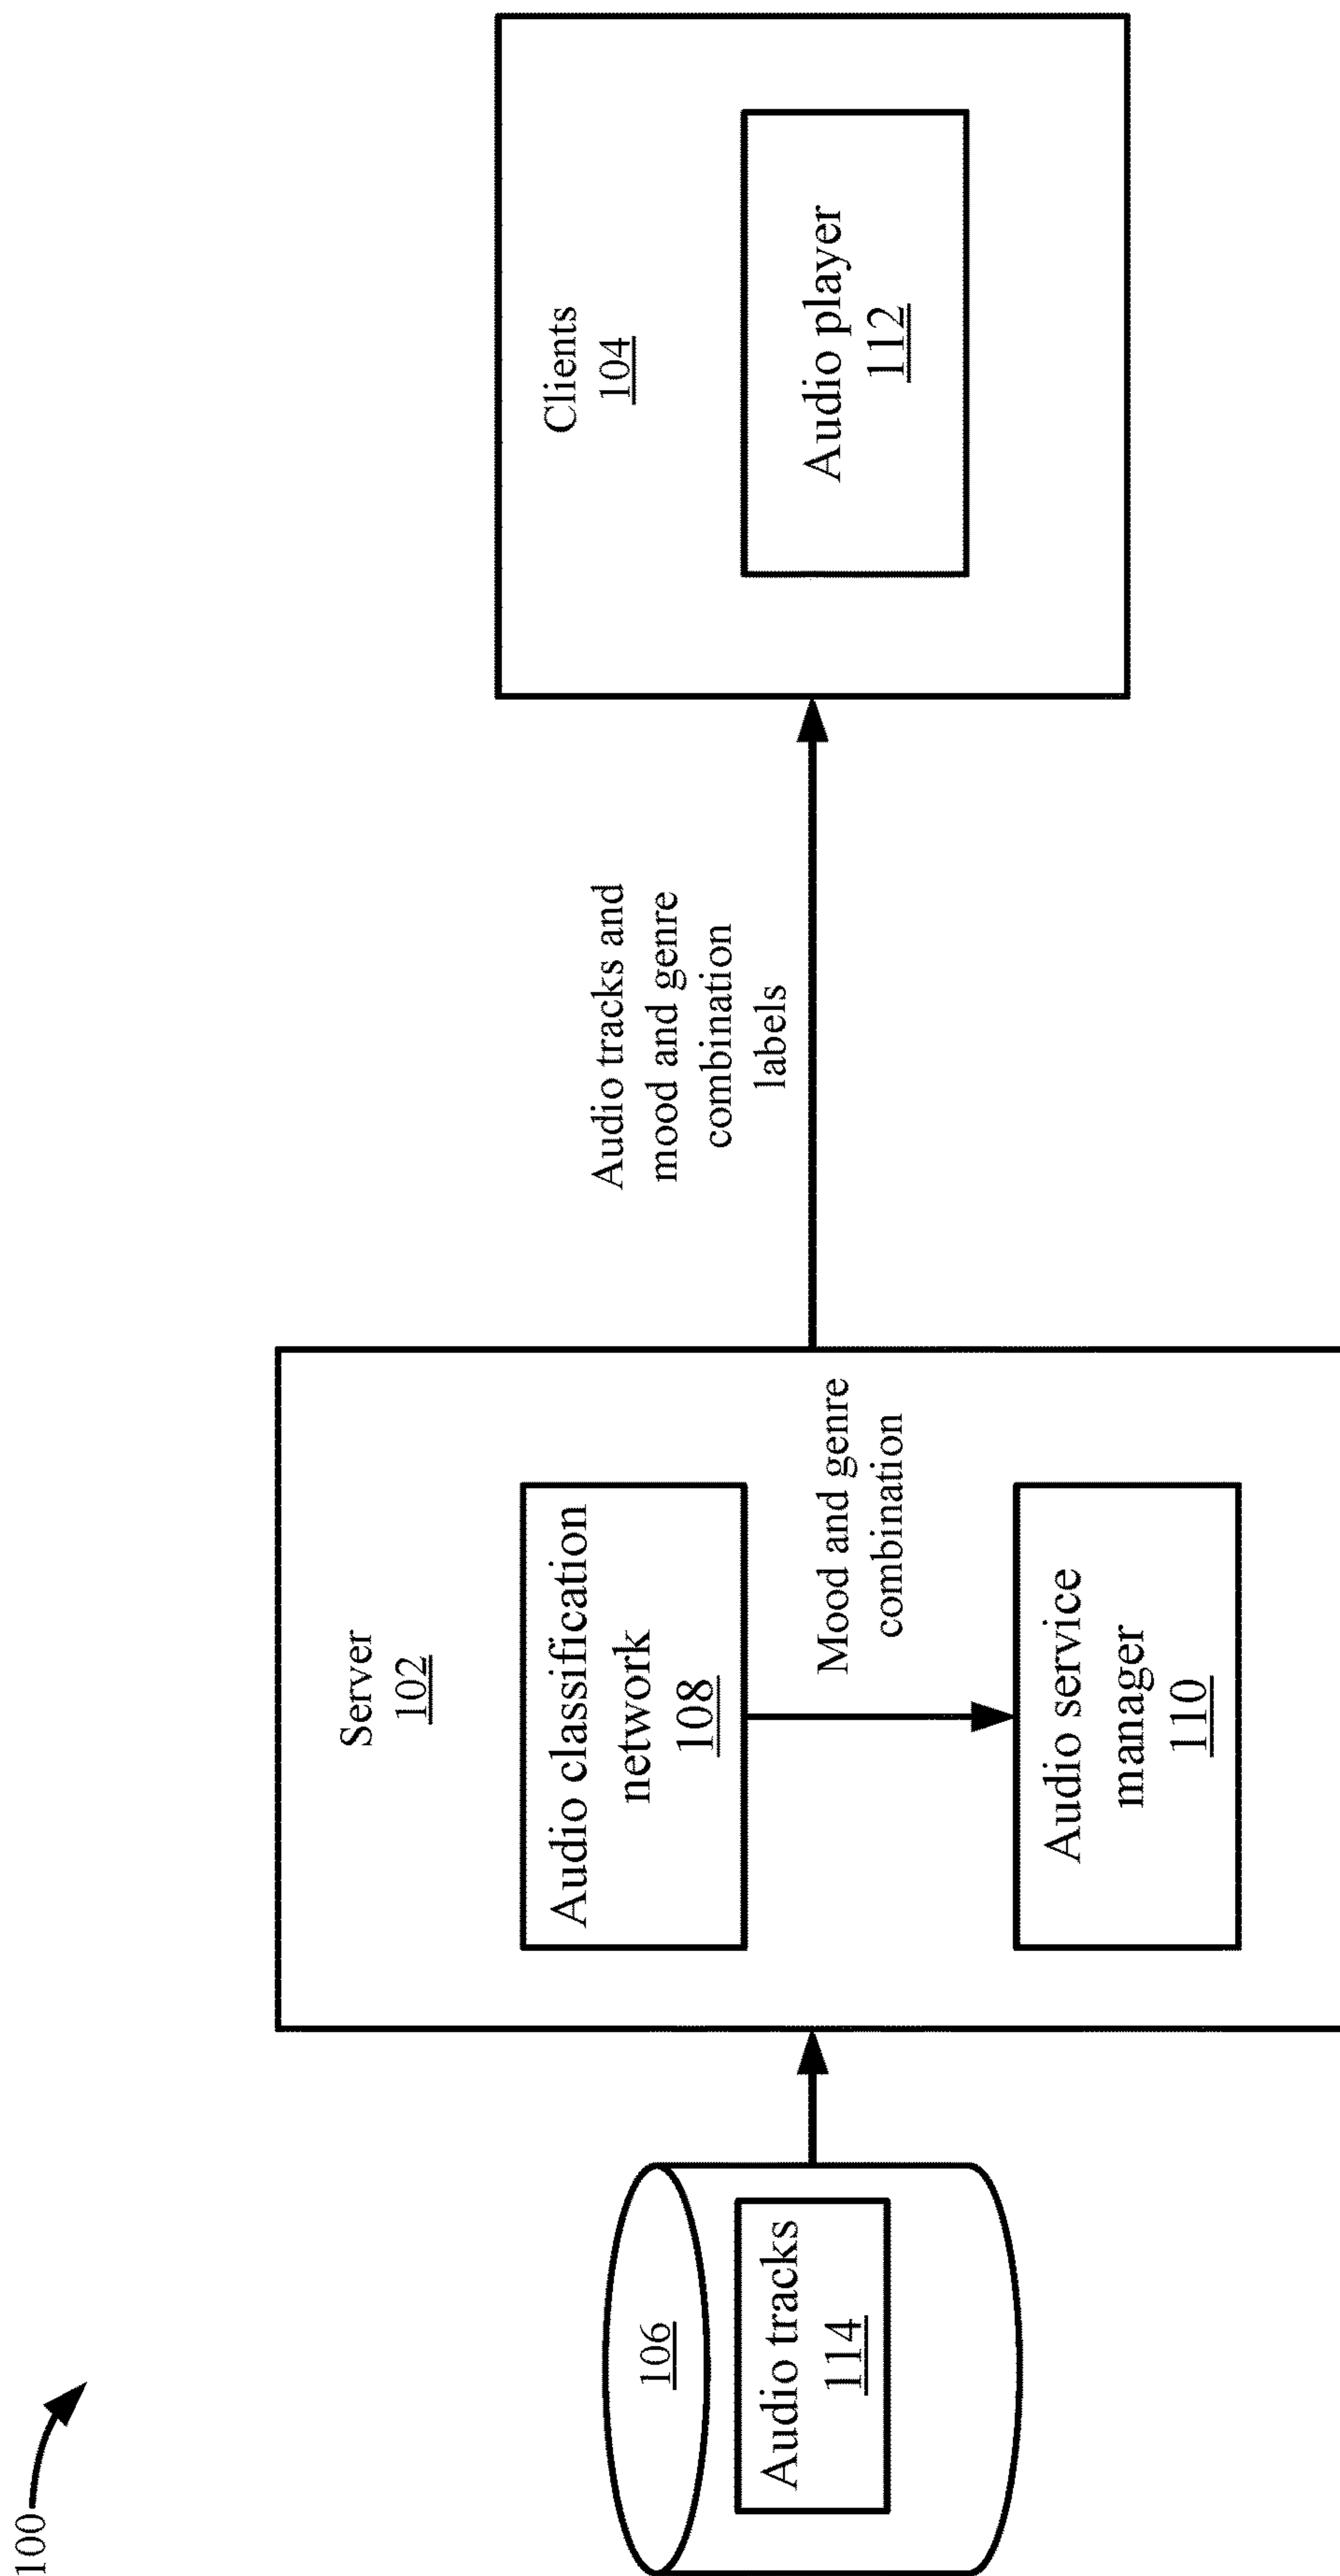 100
106
Audio tracks
114
Server
102
Audio classification
network
108
Mood and genre
combination
Audio service
manager
110
Audio tracks and
mood and genre
combination
labels
Clients
104
Audio player
112